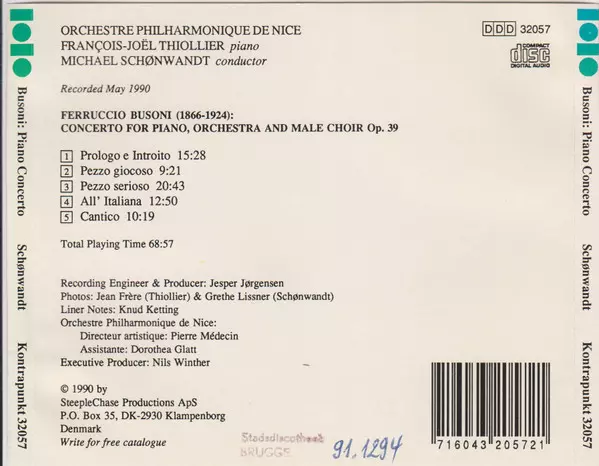 ORCHESTRE PHILHARMONIQUE DE NICE
FRANÇOIS-JOËL THIOLLIER piano
MICHAEL SCHØNWANDT conductor
DDD 32057
COMPACT
disc
DIGITAL AUDIO
Recorded May 1990
FERRUCCIO BUSONI (1866-1924):
CONCERTO FOR PIANO, ORCHESTRA AND MALE CHOIR Op. 39
1 Prologo e Introito 15:28
2 Pezzo giocoso 9:21
3 Pezzo serioso 20:43
4 All' Italiana 12:50
5 Cantico 10:19
Total Playing Time 68:57
Recording Engineer & Producer: Jesper Jørgensen
Photos: Jean Frère (Thiollier) & Grethe Lissner (Schønwandt)
Liner Notes: Knud Ketting
Orchestre Philharmonique de Nice:
Directeur artistique: Pierre Médecin
Assistante: Dorothea Glatt
Executive Producer: Nils Winther
© 1990 by
SteepleChase Productions ApS
P.O. Box 35, DK-2930 Klampenborg
Denmark
Write for free catalogue
Stadsdiscotheek
BRUGGE
91.1294
716043 205721
Busoni: Piano Concerto Schønwandt Kontrapunkt 32057
Busoni: Piano Concerto Schønwandt Kontrapunkt 32057